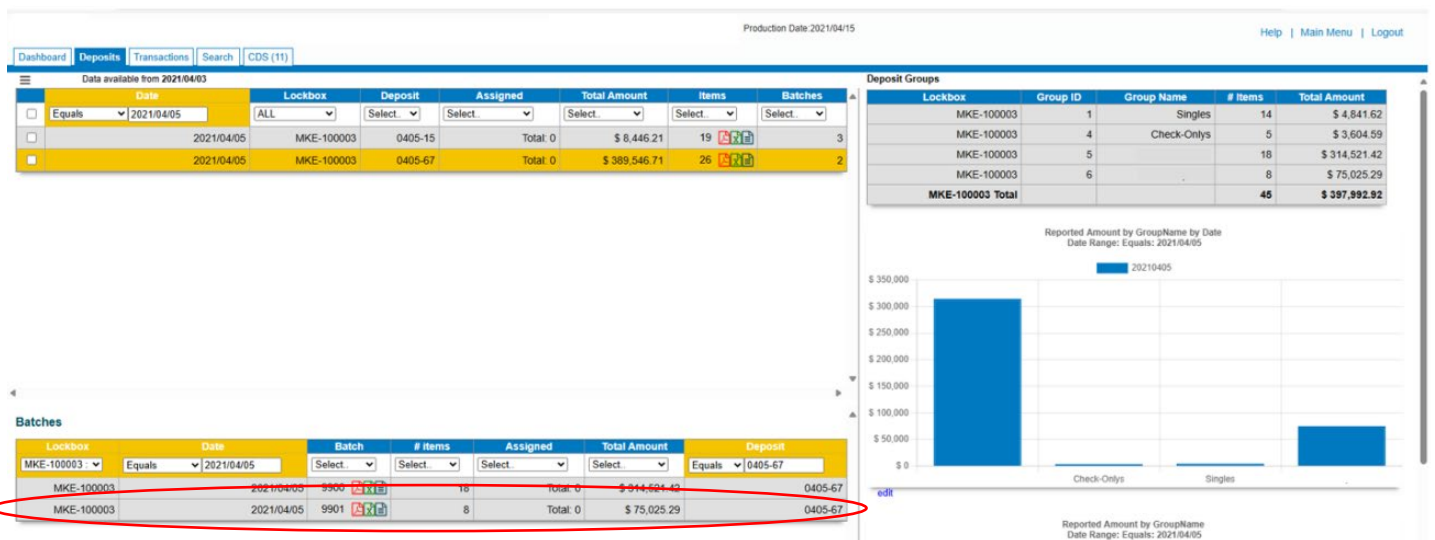 Production Date:2021/04/15
Help | Main Menu | Logout
Dashboard Deposits Transactions Search CDS (11)
Data available from 2021/04/03
Date Lockbox Deposit Assigned Total Amount Items Batches
Equals 2021/04/05 ALL Select.. Select.. Select.. Select.. Select..
2021/04/05 MKE-100003 0405-15 Total: 0 $ 8,446.21 19 3
2021/04/05 MKE-100003 0405-67 Total: 0 $ 389,546.71 26 2
Batches
Lockbox Date Batch # items Assigned Total Amount Deposit
MKE-100003 : Equals 2021/04/05 Select.. Select.. Select.. Select.. Equals 0405-67
MKE-100003 2021/04/05 9900 18 Total: 0 $ 314,521.42 0405-67
MKE-100003 2021/04/05 9901 8 Total: 0 $ 75,025.29 0405-67
Deposit Groups
Lockbox Group ID Group Name # Items Total Amount
MKE-100003 1 Singles 14 $ 4,841.62
MKE-100003 4 Check-Onlys 5 $ 3,604.59
MKE-100003 5 18 $ 314,521.42
MKE-100003 6 8 $ 75,025.29
MKE-100003 Total 45 $ 397,992.92
Reported Amount by GroupName by Date
Date Range: Equals: 2021/04/05
20210405
$ 350,000
$ 300,000
$ 250,000
$ 200,000
$ 150,000
$ 100,000
$ 50,000
$ 0
Check-Onlys Singles
edit
Reported Amount by GroupName
Date Range: Equals: 2021/04/05